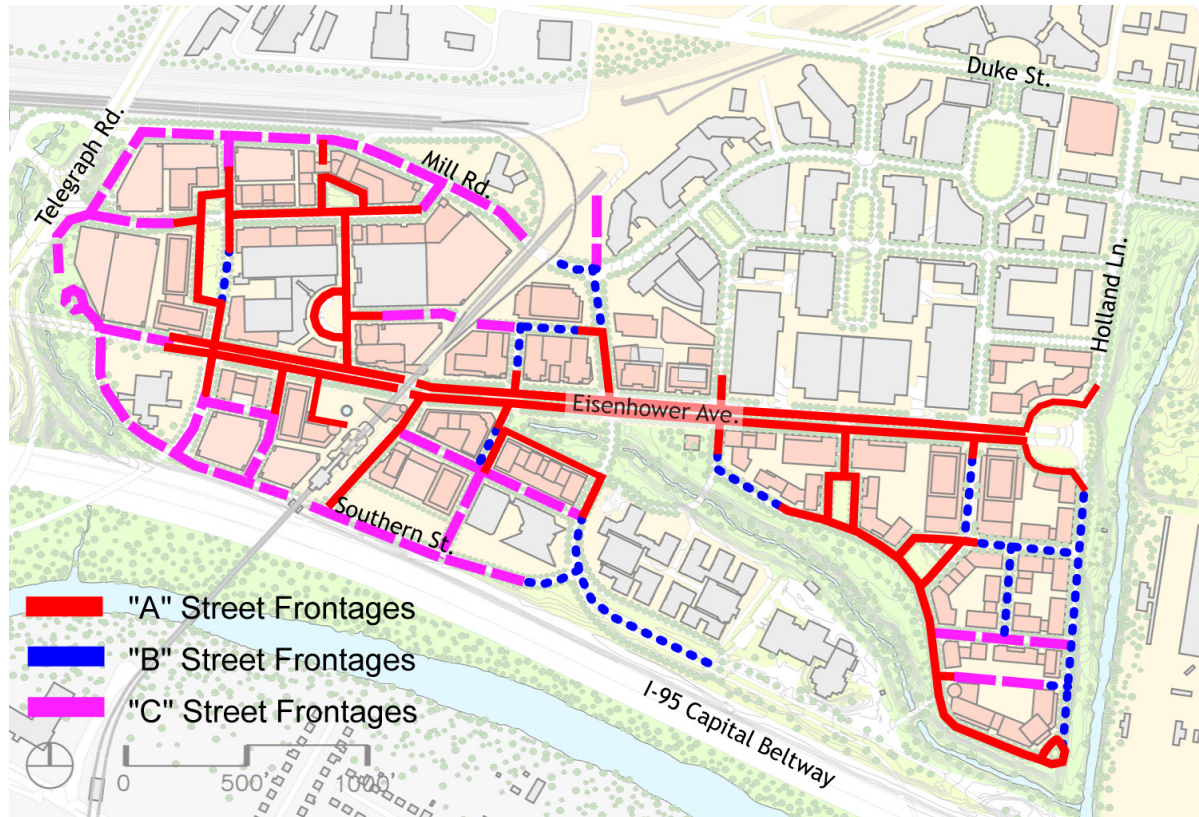 Duke St.
Telegraph Rd.
Mill Rd.
Holland Ln.
Eisenhower Ave.
Southern St.
"A" Street Frontages
"B" Street Frontages
"C" Street Frontages
I-95 Capital Beltway
0 500' 1000'